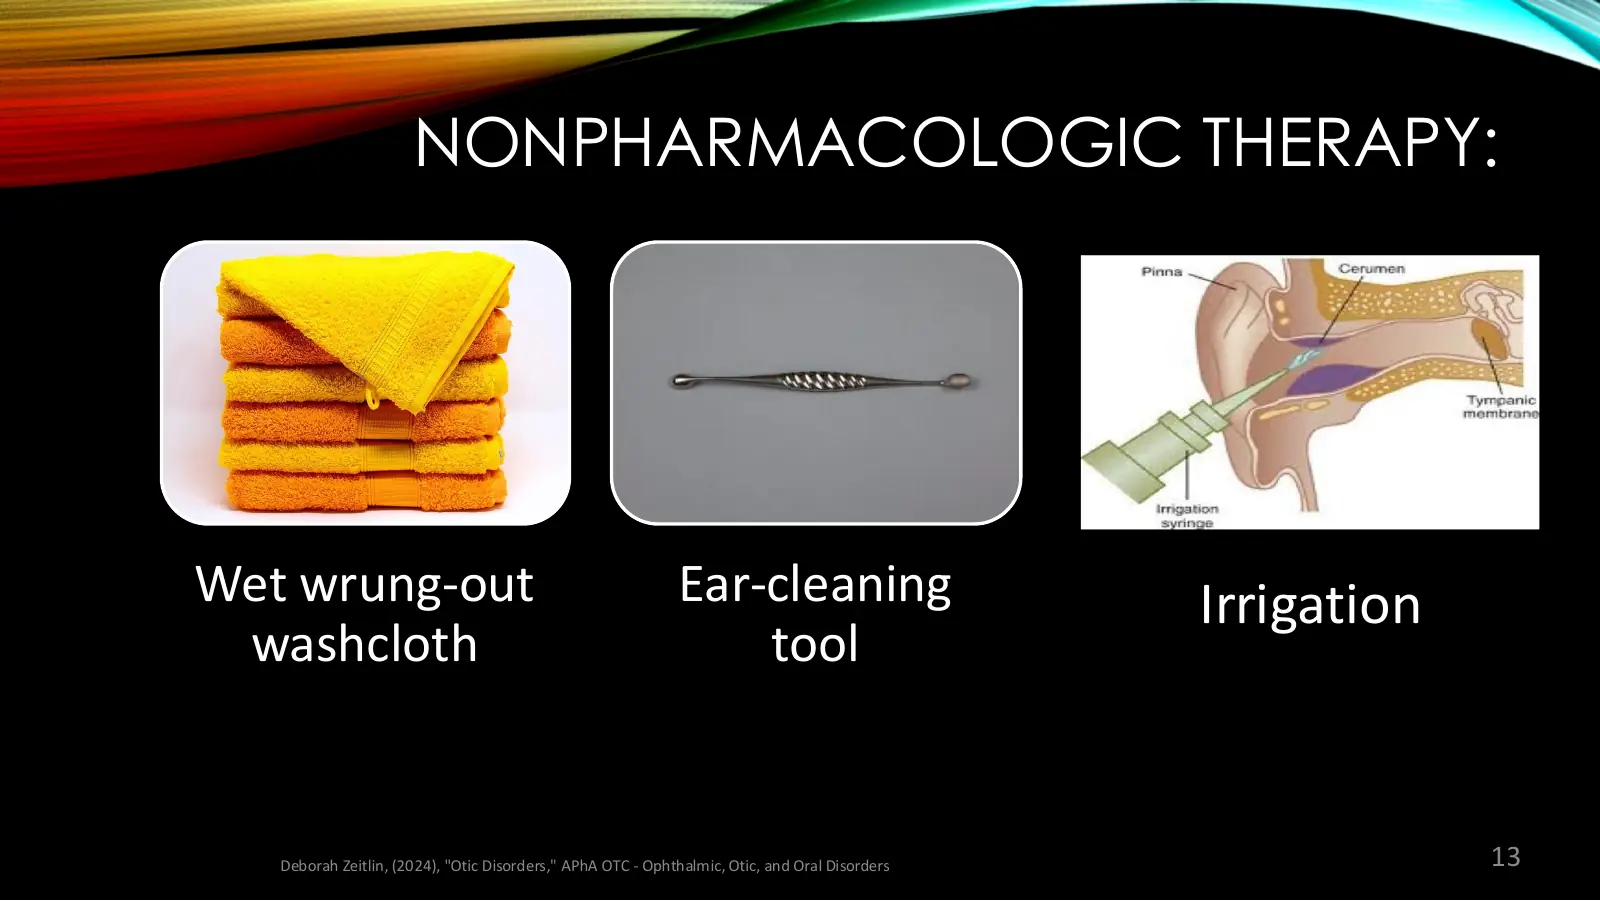 NONPHARMACOLOGIC THERAPY:
Pinna
Cerumen
Tympanic
membrane
Irrigation
syringe
Wet wrung-out
washcloth
Ear-cleaning
tool
Irrigation
Deborah Zeitlin, (2024), "Otic Disorders," APhA OTC - Ophthalmic, Otic, and Oral Disorders
13